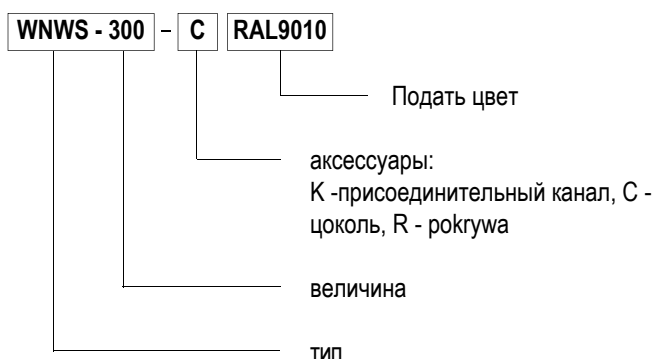 WNWS - 300 - C RAL9010
Подать цвет
аксессуары:
K -присоединительный канал, C -
цоколь, R - pokrywa
величина
тип